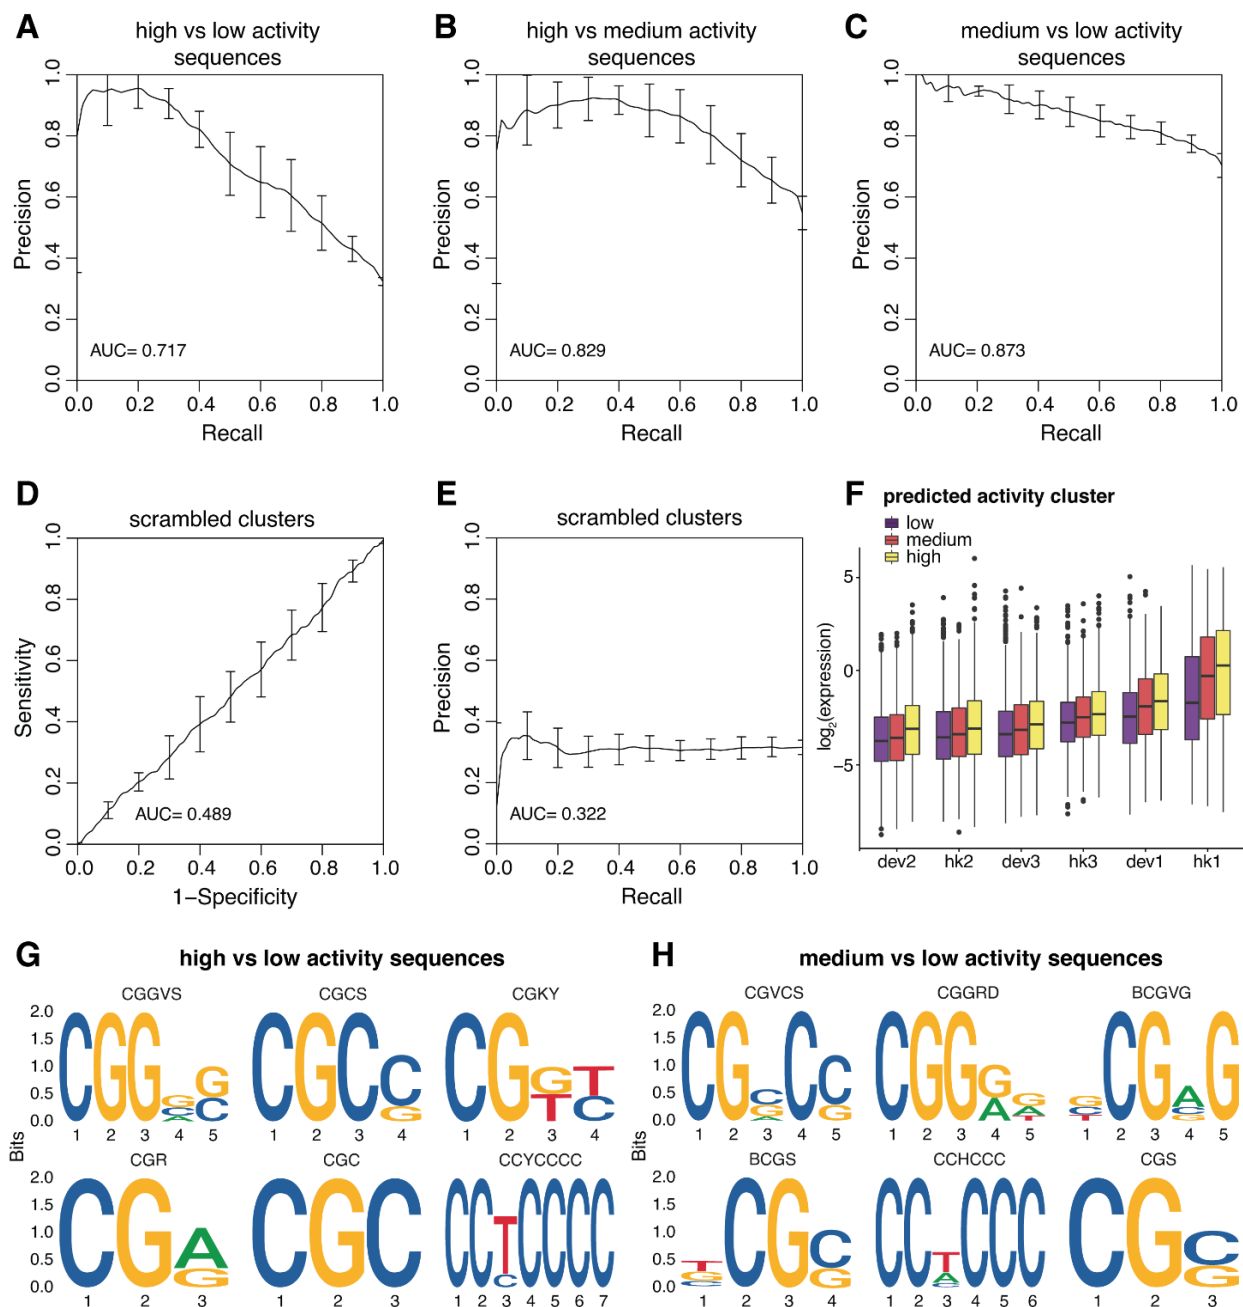 A
high vs low activity
sequences
Precision
1.0
0.8
0.6
0.4
0.2
0.0
AUC= 0.717
0.0 0.2 0.4 0.6 0.8 1.0
Recall
B
high vs medium activity
sequences
Precision
1.0
0.8
0.6
0.4
0.2
0.0
AUC= 0.829
0.0 0.2 0.4 0.6 0.8 1.0
Recall
C
medium vs low activity
sequences
Precision
1.0
0.8
0.6
0.4
0.2
0.0
AUC= 0.873
0.0 0.2 0.4 0.6 0.8 1.0
Recall
D
scrambled clusters
Sensitivity
1.0
0.8
0.6
0.4
0.2
0.0
AUC= 0.489
0.0 0.2 0.4 0.6 0.8 1.0
1−Specificity
E
scrambled clusters
Precision
1.0
0.8
0.6
0.4
0.2
0.0
AUC= 0.322
0.0 0.2 0.4 0.6 0.8 1.0
Recall
F
predicted activity cluster
low
medium
high
log2(expression)
5
0
−5
dev2 hk2 dev3 hk3 dev1 hk1
G
high vs low activity sequences
CGGVS CGCS CGKY
2.0
1.5
1.0
0.5
0.0
Bits
CGG G C A G C
CGC C G
CG G T T C
1 2 3 4 5 1 2 3 4 1 2 3 4
CGR CGC CCYCCCC
2.0
1.5
1.0
0.5
0.0
CG A G
CGC
CC T C CCCC
1 2 3 1 2 3 1 2 3 4 5 6 7
H
medium vs low activity sequences
CGVCS CGGRD BCGVG
2.0
1.5
1.0
0.5
0.0
Bits
CG C G A C C G
CGG G A G A T
G C T CG A C G G
1 2 3 4 5 1 2 3 4 5 1 2 3 4 5
BCGS CCHCCC CGS
2.0
1.5
1.0
0.5
0.0
T G C CG C G
CC T A C CCC
CG C G
1 2 3 4 1 2 3 4 5 6 1 2 3